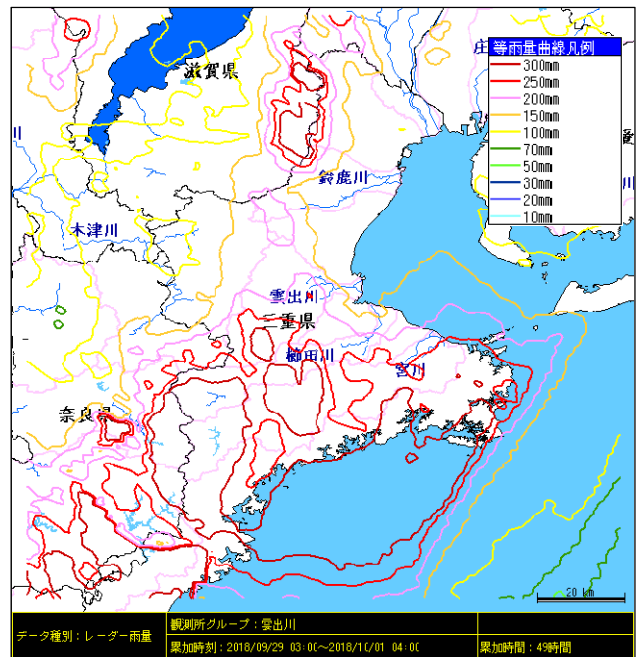 滋賀県
庄
等雨量曲線凡例
300mm
250mm
200mm
150mm
100mm
70mm
50mm
30mm
20mm
10mm
川
川
鈴鹿川
木津川
雲出川
三重県
櫛田川
宮川
奈良県
20 km
データ種別：レーダー雨量
観測所グループ：雲出川
累加時刻：2018/09/29 03:00～2018/10/01 04:00
累加時間：49時間